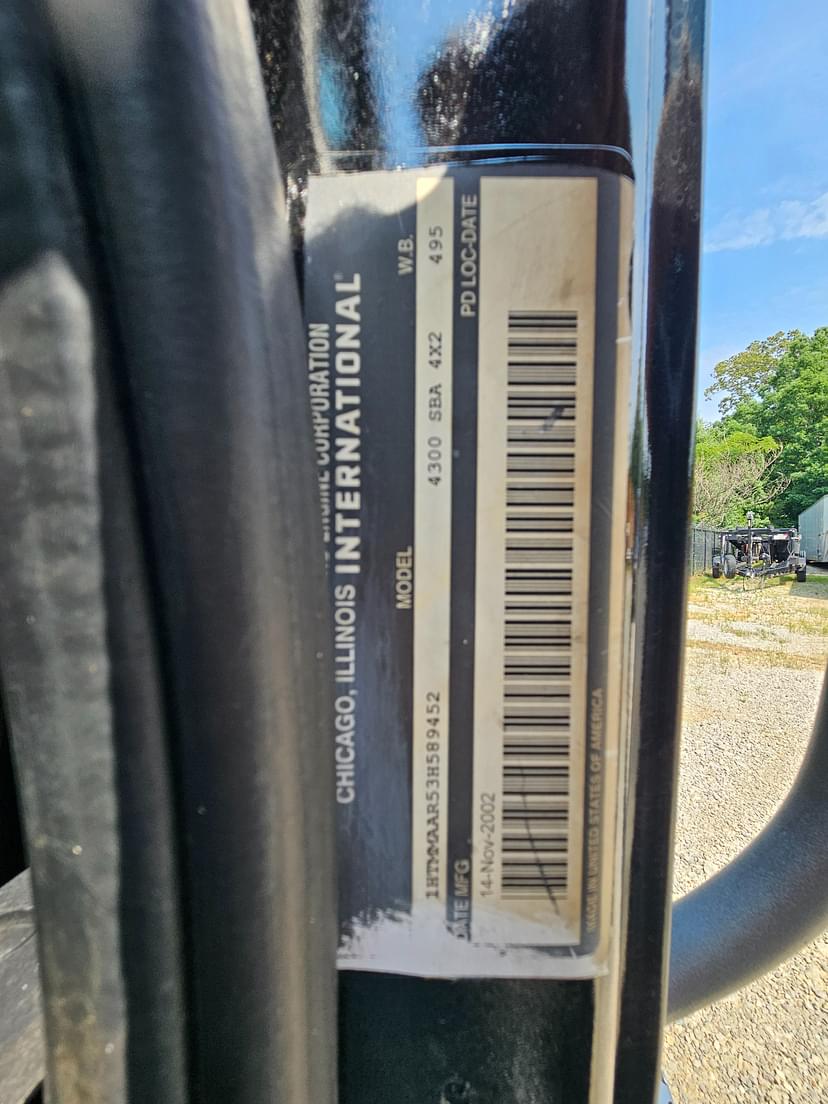 ENGINE CORPORATION
CHICAGO, ILLINOIS INTERNATIONAL®
MODEL W.B.
1HTMMAAR53H589452 4300 SBA 4X2 495
DATE MFG PD LOC-DATE
14-Nov-2002
MADE IN UNITED STATES OF AMERICA